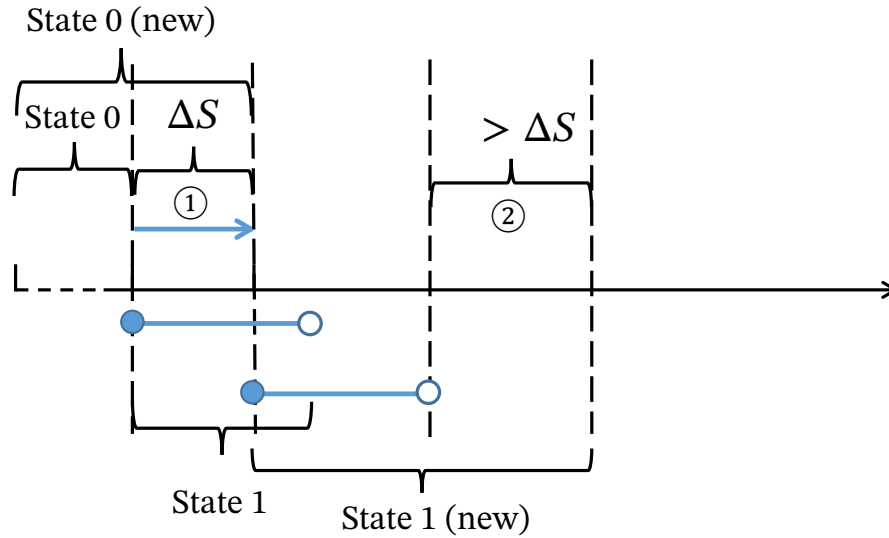 State 0 (new)
State 0
ΔS
> ΔS
①
②
State 1
State 1 (new)